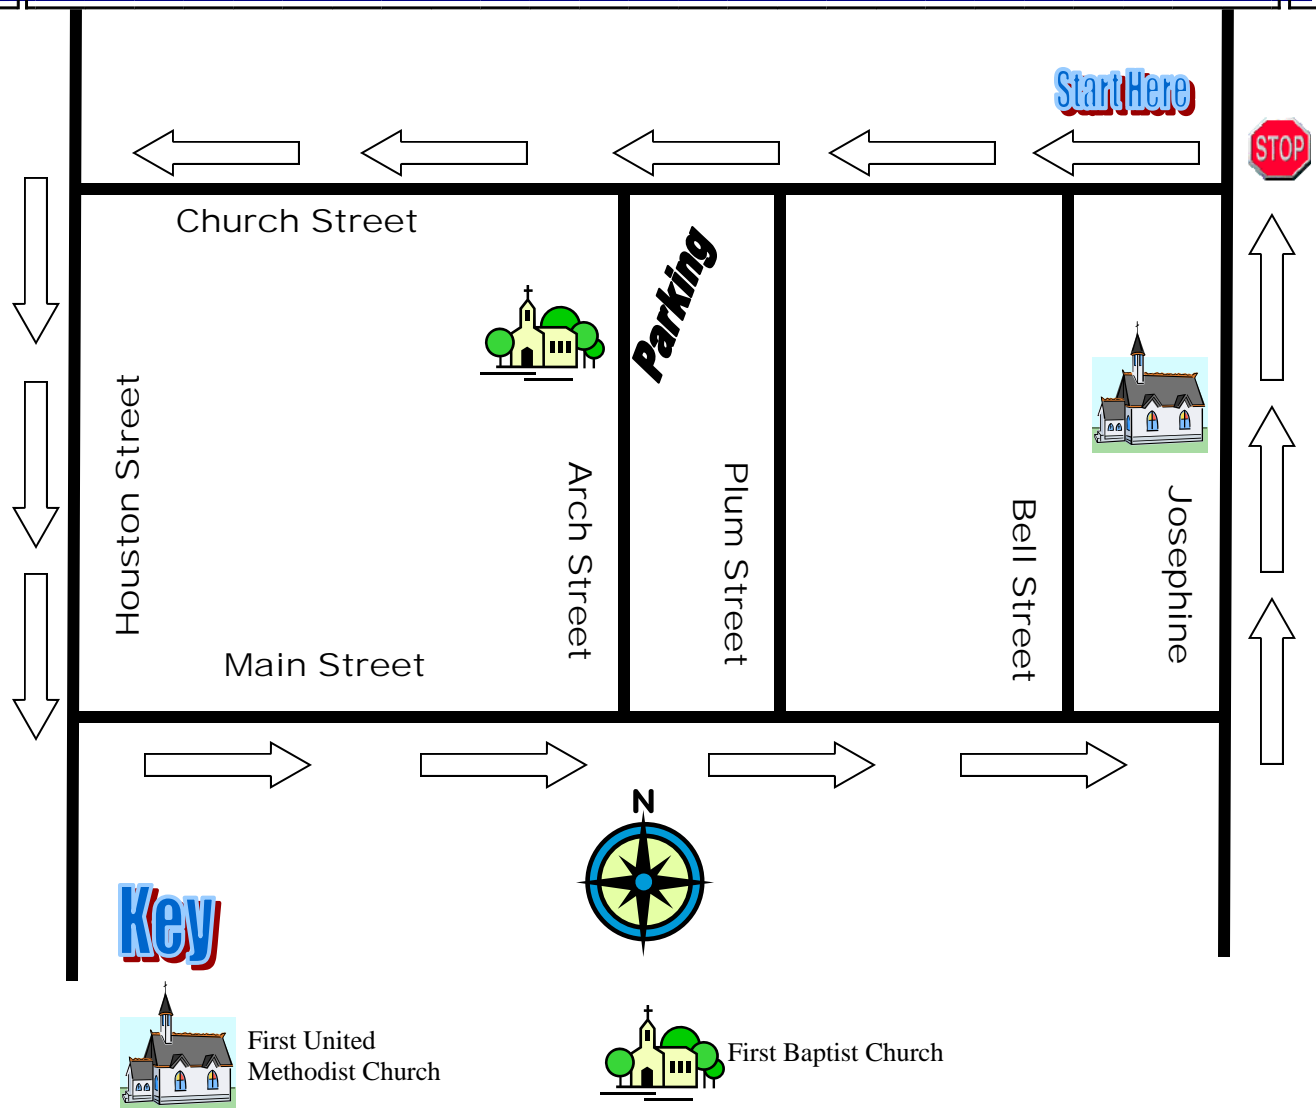 Start Here
STOP
Church Street
Parking
Houston Street
Arch Street
Plum Street
Bell Street
Josephine
Main Street
N
Key
First United
Methodist Church
First Baptist Church